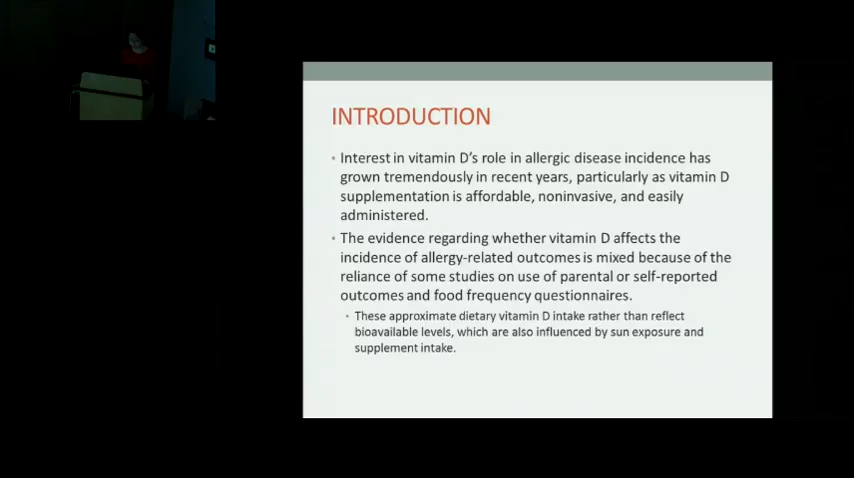 INTRODUCTION
• Interest in vitamin D's role in allergic disease incidence has
grown tremendously in recent years, particularly as vitamin D
supplementation is affordable, noninvasive, and easily
administered.
• The evidence regarding whether vitamin D affects the
incidence of allergy-related outcomes is mixed because of the
reliance of some studies on use of parental or self-reported
outcomes and food frequency questionnaires.
• These approximate dietary vitamin D intake rather than reflect
bioavailable levels, which are also influenced by sun exposure and
supplement intake.